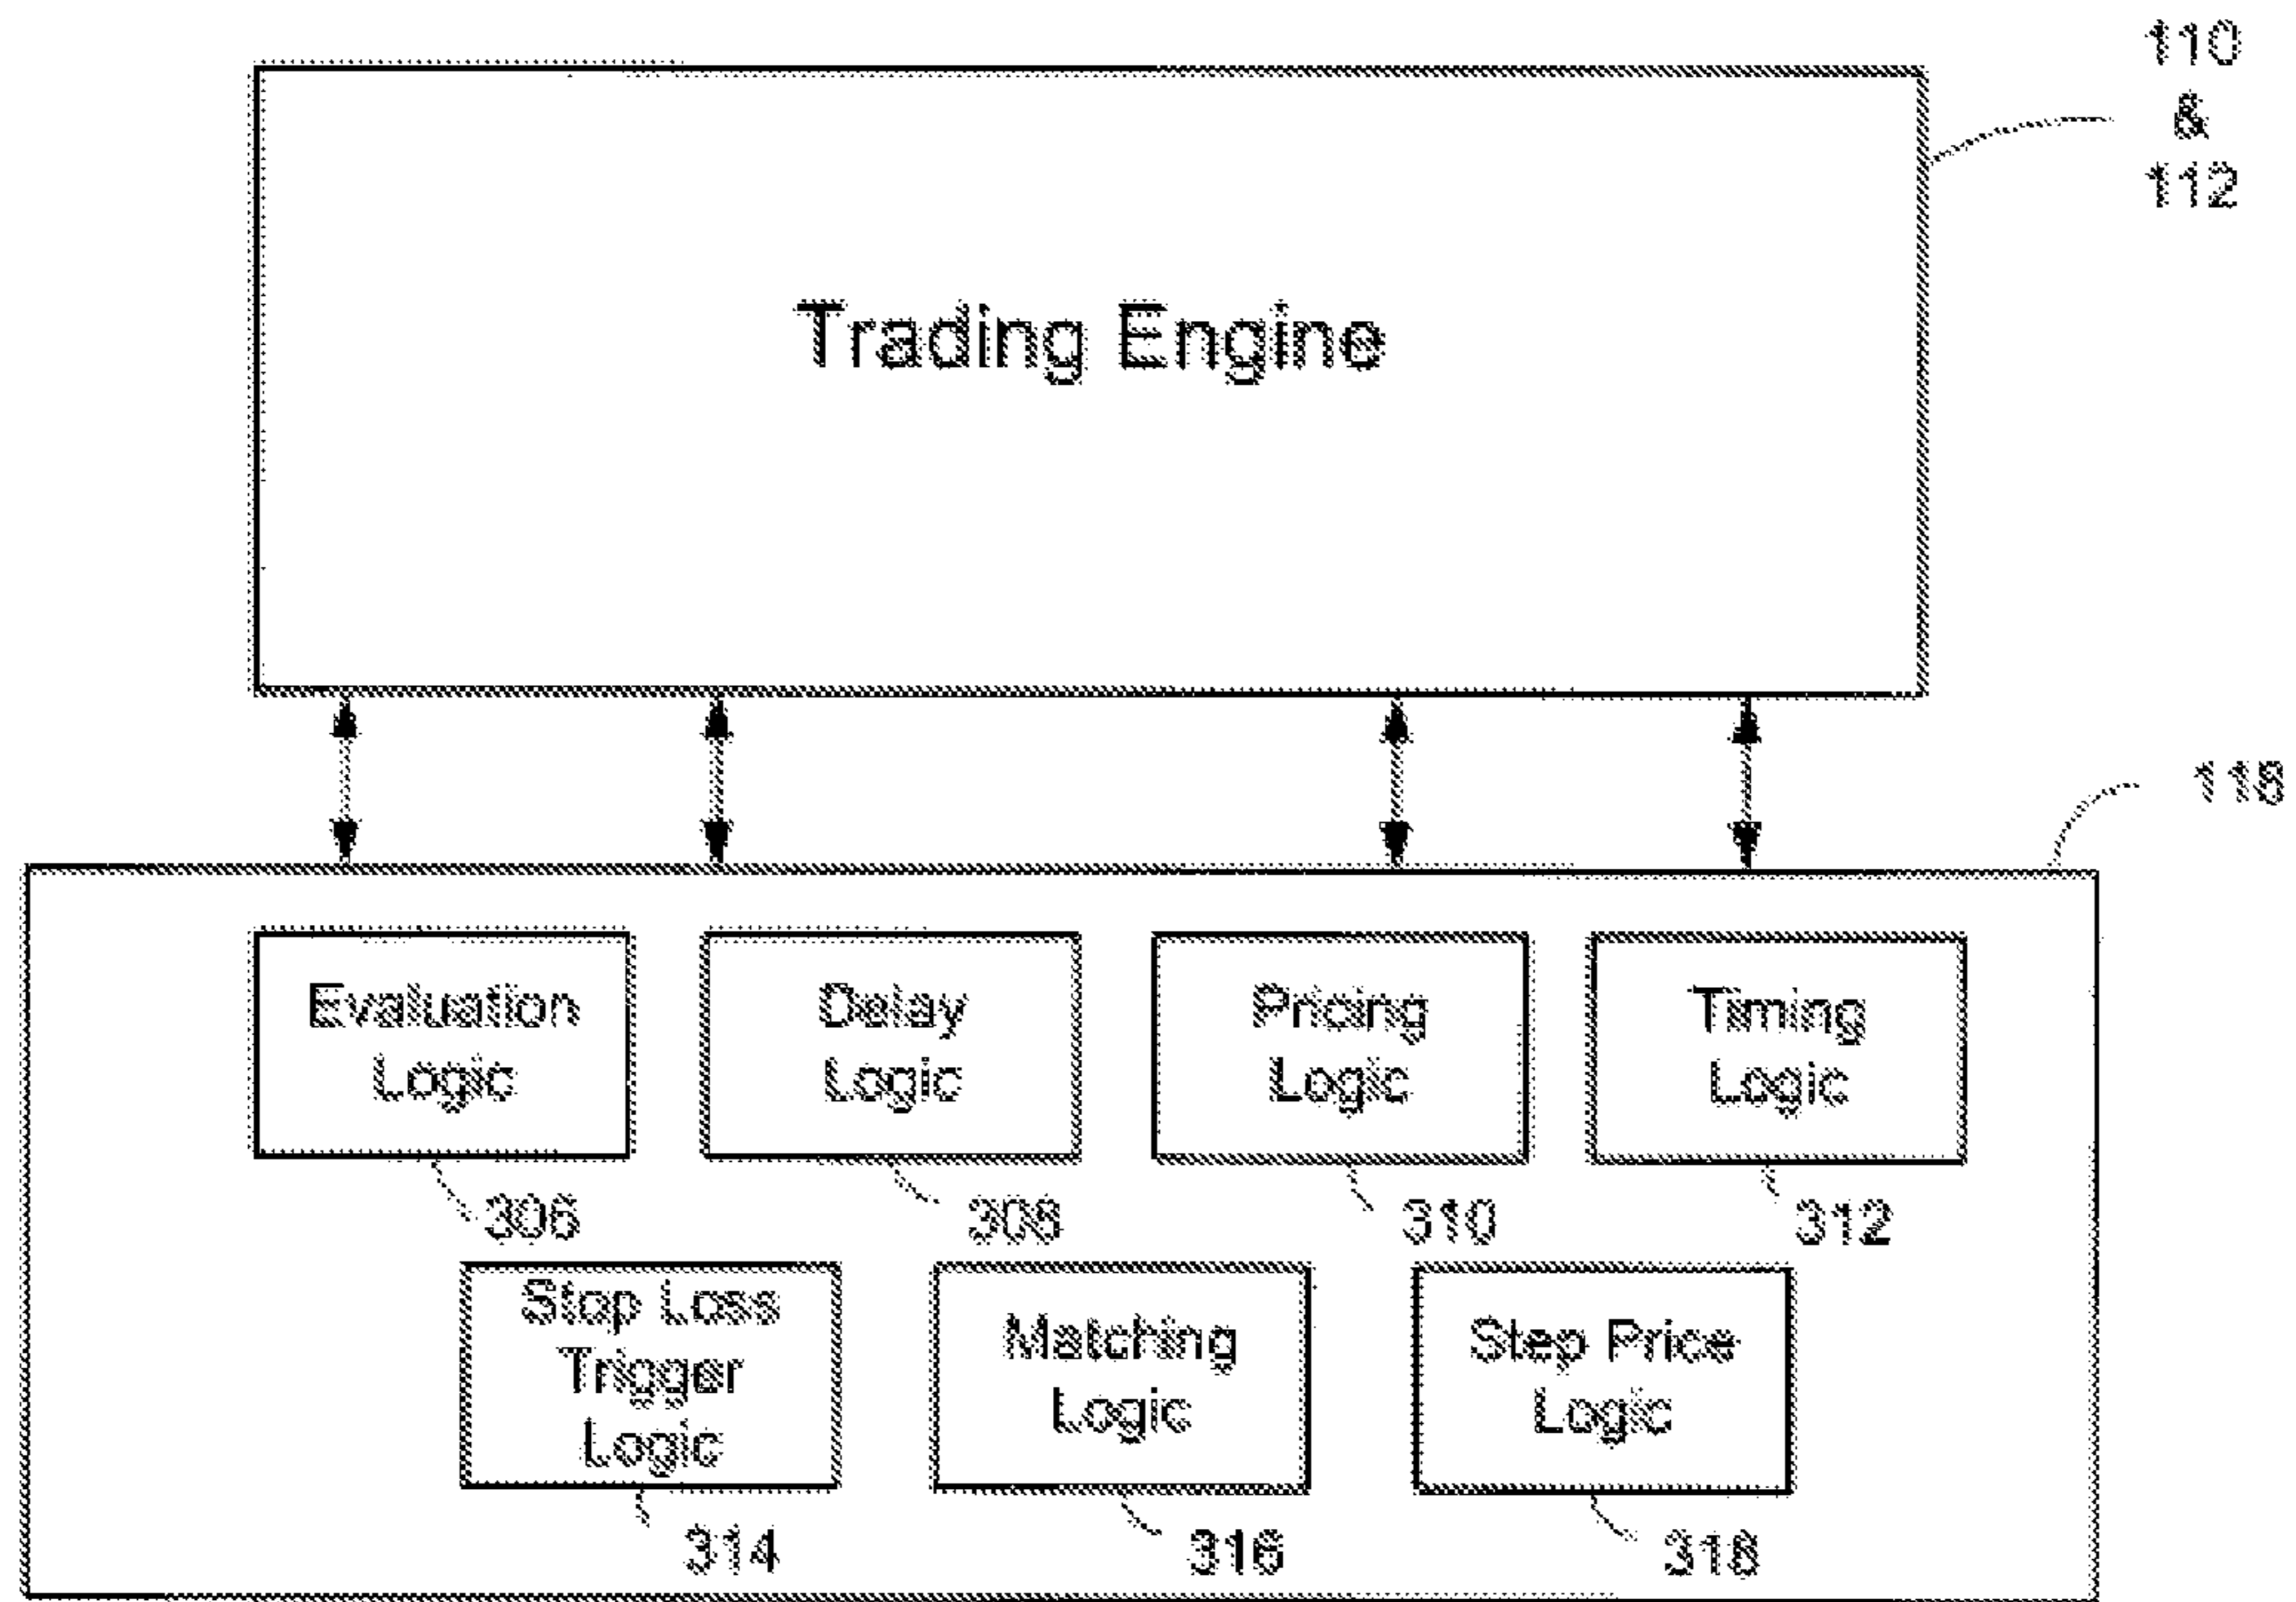 110
&
112
Trading Engine
118
Evaluation
Logic
Delay
Logic
Pricing
Logic
Timing
Logic
306
308
310
312
Stop Loss
Trigger
Logic
Matching
Logic
Step Price
Logic
314
316
318